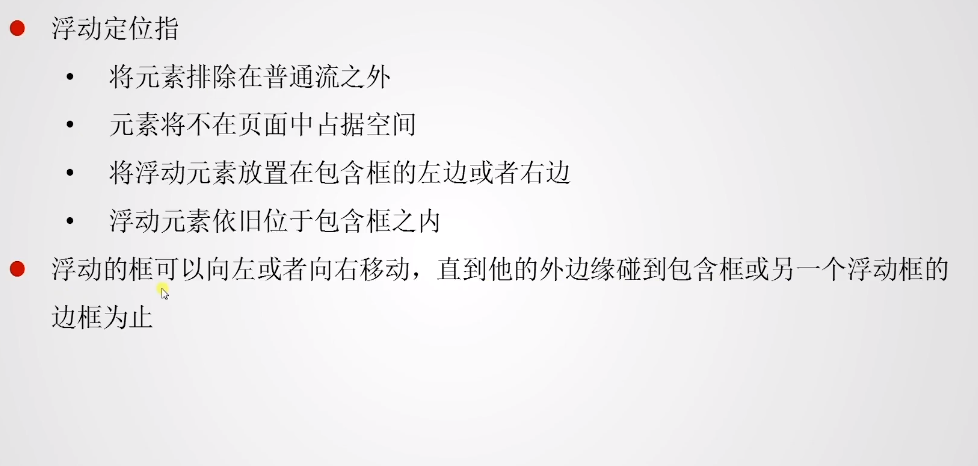 浮动定位指
将元素排除在普通流之外
元素将不在页面中占据空间
将浮动元素放置在包含框的左边或者右边
浮动元素依旧位于包含框之内
浮动的框可以向左或者向右移动，直到他的外边缘碰到包含框或另一个浮动框的
边框为止